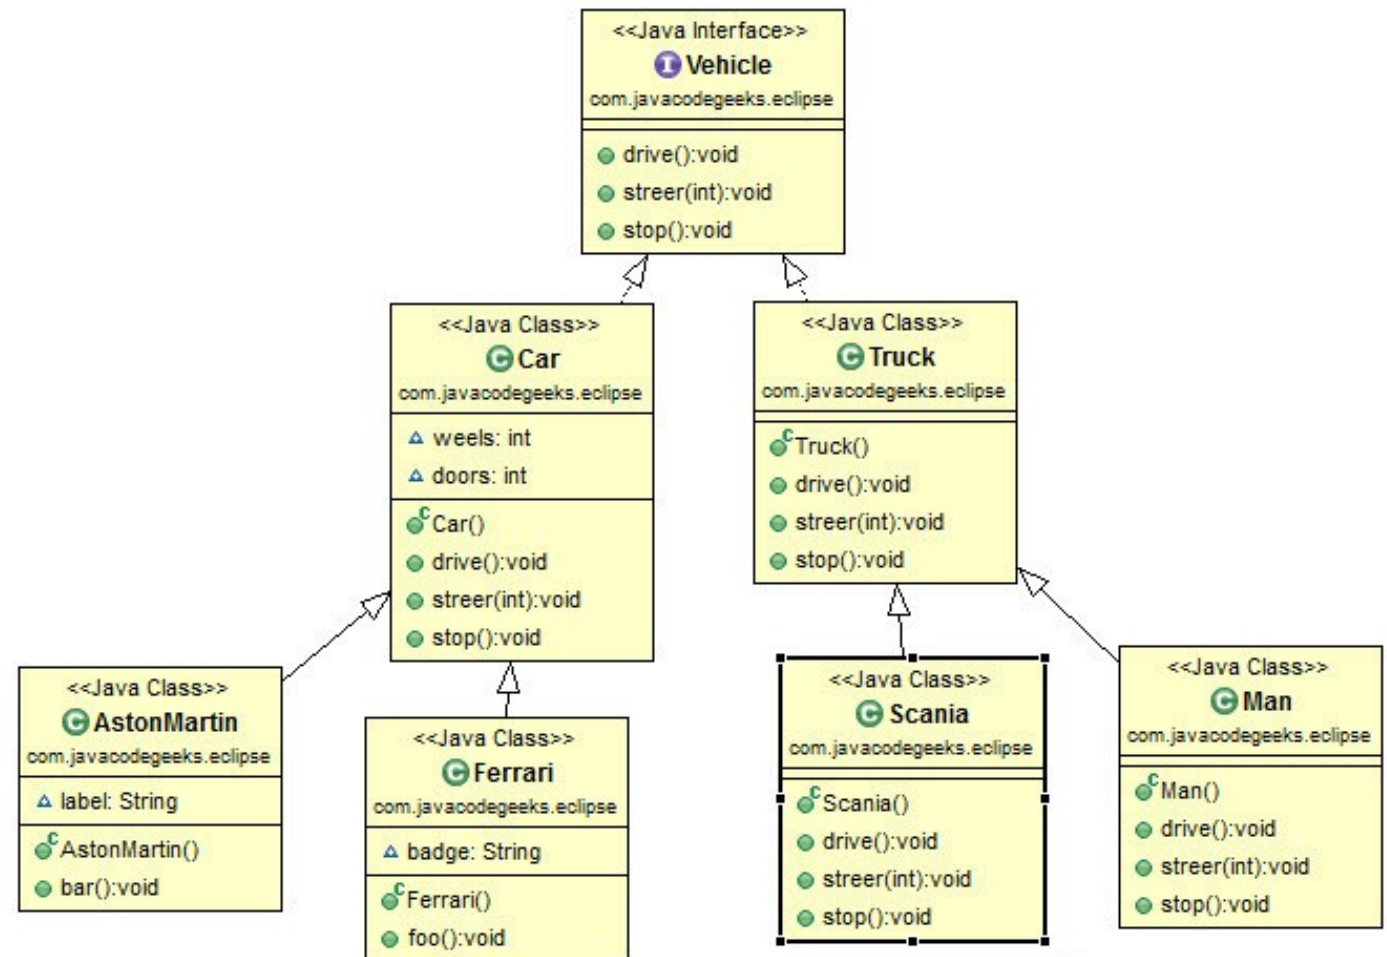 <<Java Interface>>
Vehicle
com.javacodegeeks.eclipse
drive():void
streer(int):void
stop():void
<<Java Class>>
Car
com.javacodegeeks.eclipse
weels: int
doors: int
Car()
drive():void
streer(int):void
stop():void
<<Java Class>>
Truck
com.javacodegeeks.eclipse
Truck()
drive():void
streer(int):void
stop():void
<<Java Class>>
AstonMartin
com.javacodegeeks.eclipse
label: String
AstonMartin()
bar():void
<<Java Class>>
Ferrari
com.javacodegeeks.eclipse
badge: String
Ferrari()
foo():void
<<Java Class>>
Scania
com.javacodegeeks.eclipse
Scania()
drive():void
streer(int):void
stop():void
<<Java Class>>
Man
com.javacodegeeks.eclipse
Man()
drive():void
streer(int):void
stop():void